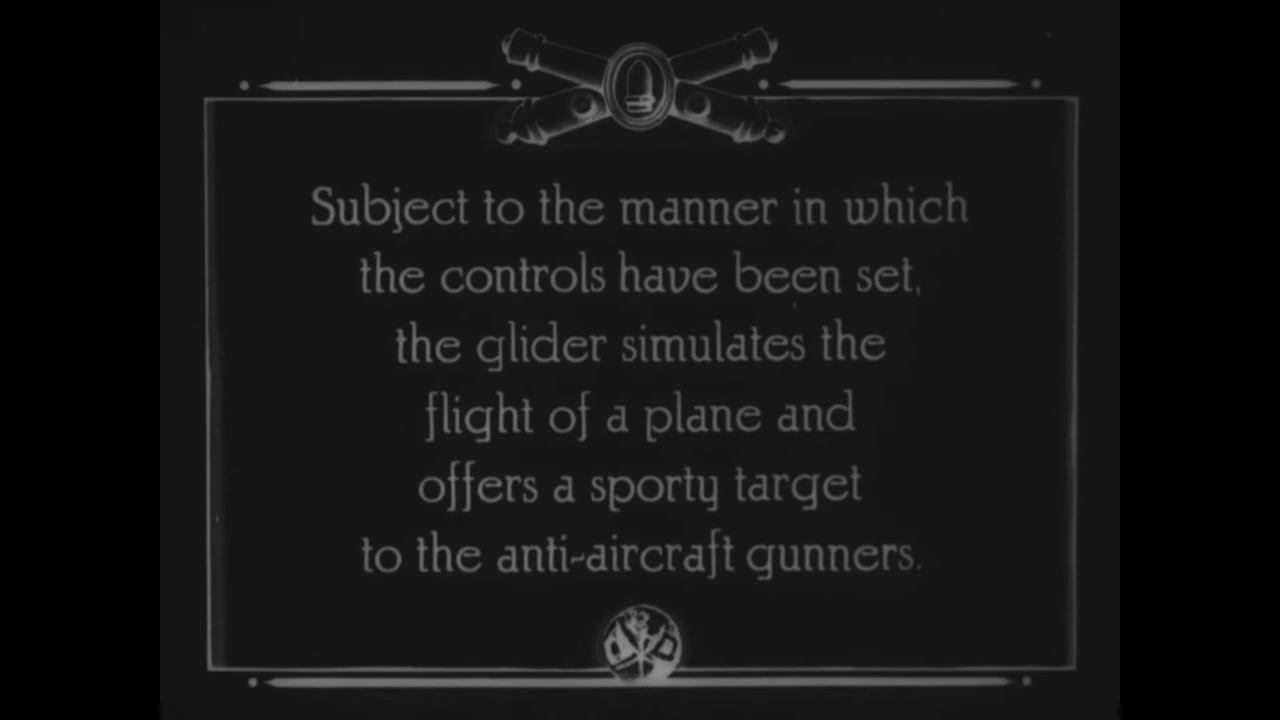 Subject to the manner in which
the controls have been set,
the glider simulates the
flight of a plane and
offers a sporty target
to the anti-aircraft gunners.